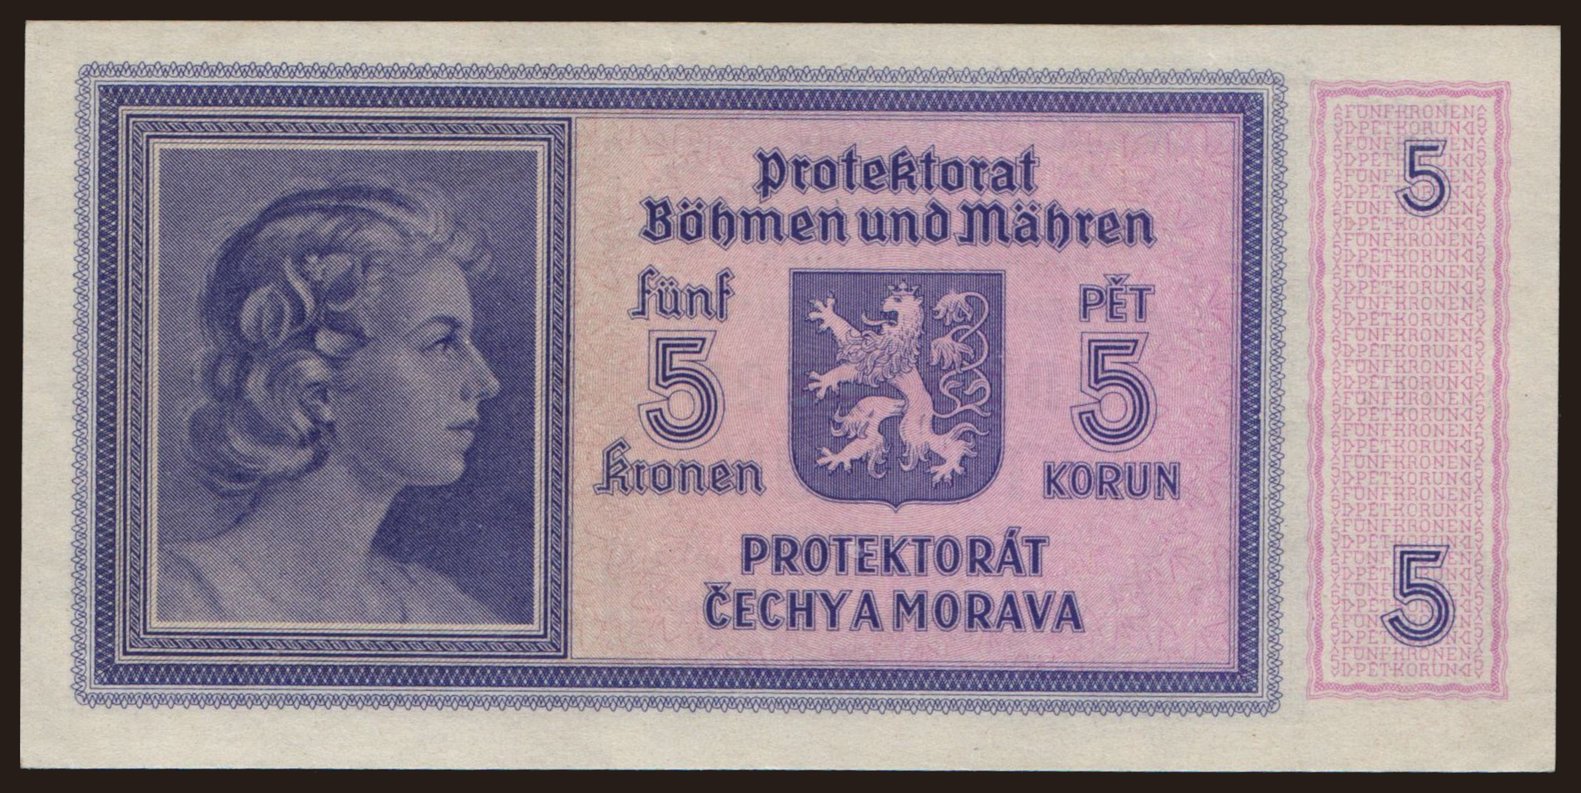 Protektorat
Böhmen und Mähren
fünf
5
Kronen
PĚT
5
KORUN
PROTEKTORÁT
ČECHY A MORAVA
5
5
FÜNF KRONEN
PĚT KORUN